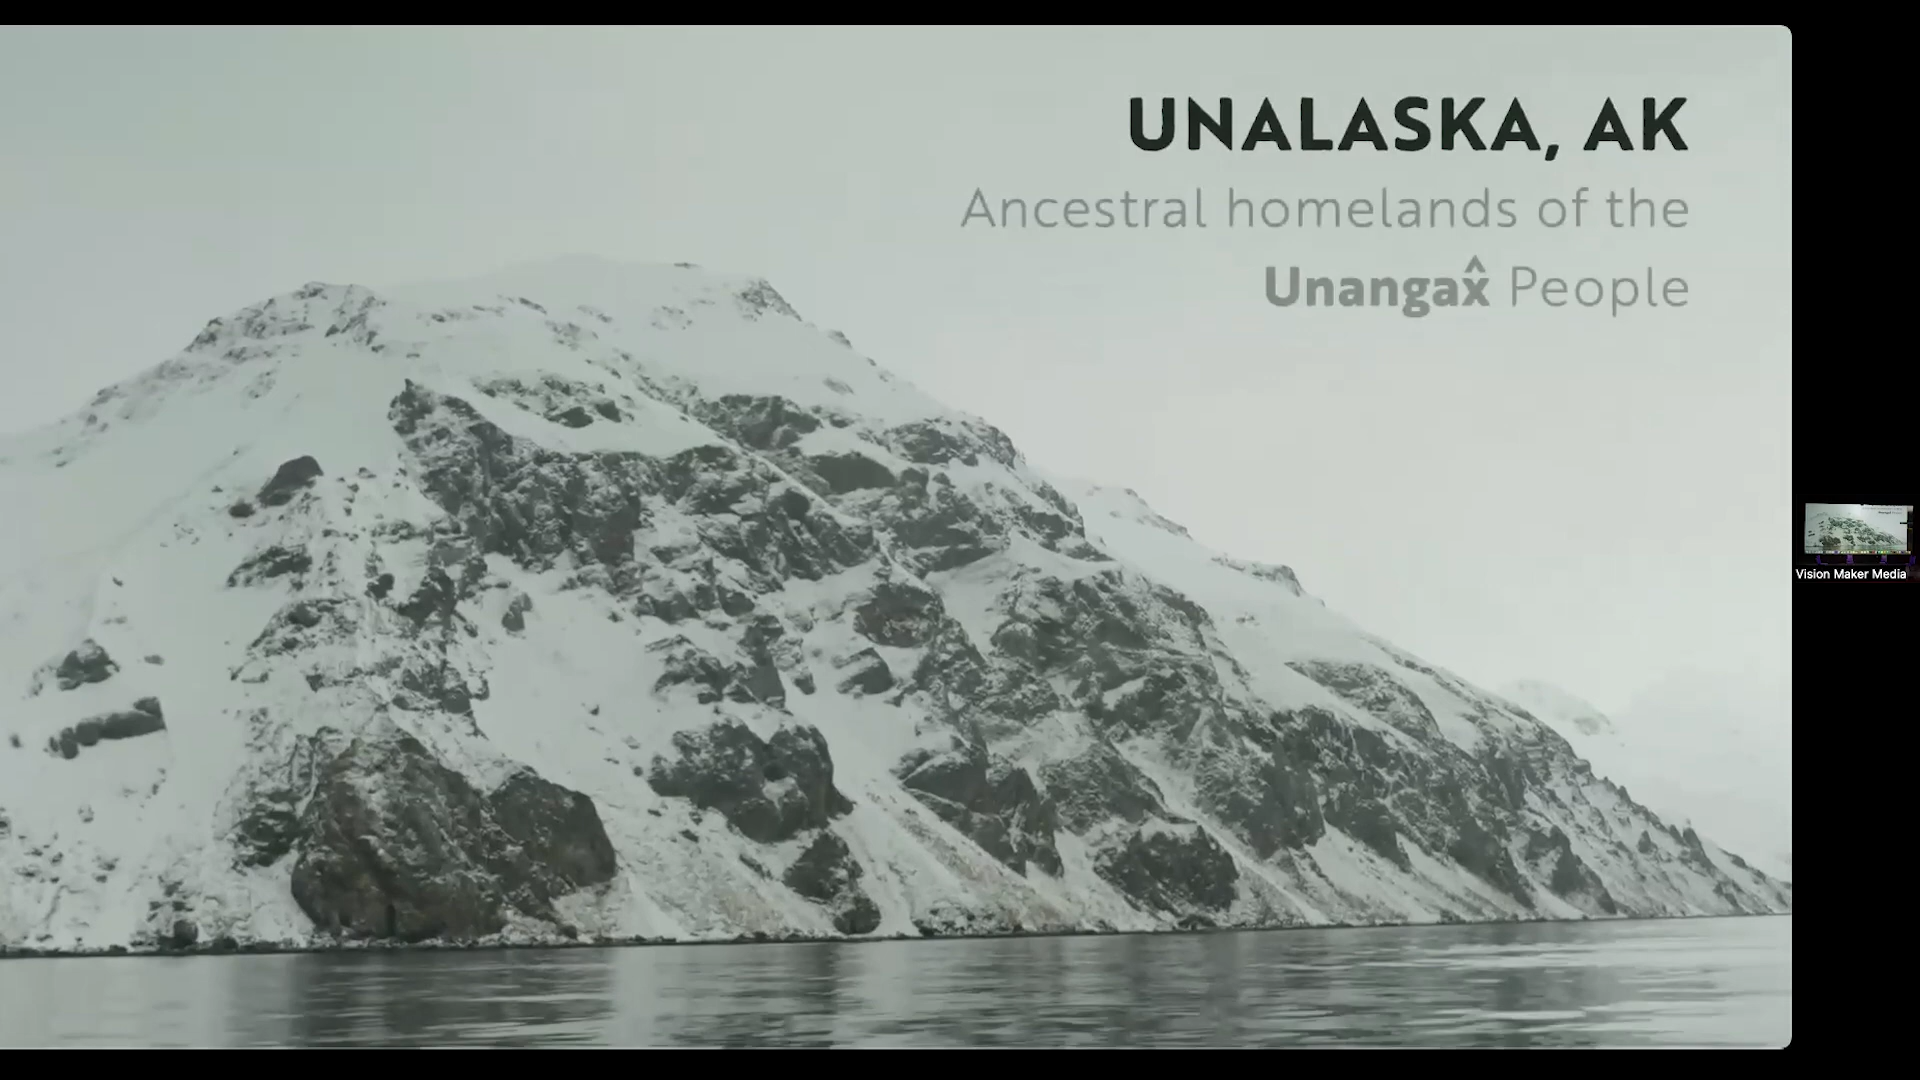 UNALASKA, AK
Ancestral homelands of the
Unangax̂ People
Vision Maker Media